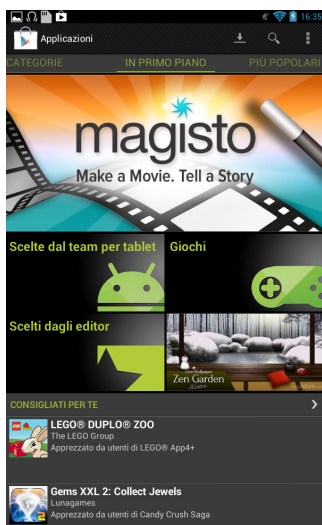 16:35
Applicazioni
CATEGORIE IN PRIMO PIANO PIÙ POPOLARI
magisto
Make a Movie. Tell a Story
Scelte dal team per tablet
Giochi
Scelti dagli editor
Live Wallpaper
Zen Garden
CONSIGLIATI PER TE
LEGO® DUPLO® ZOO
The LEGO Group
Apprezzato da utenti di LEGO® App4+
Gems XXL 2: Collect Jewels
Lunagames
Apprezzato da utenti di Candy Crush Saga